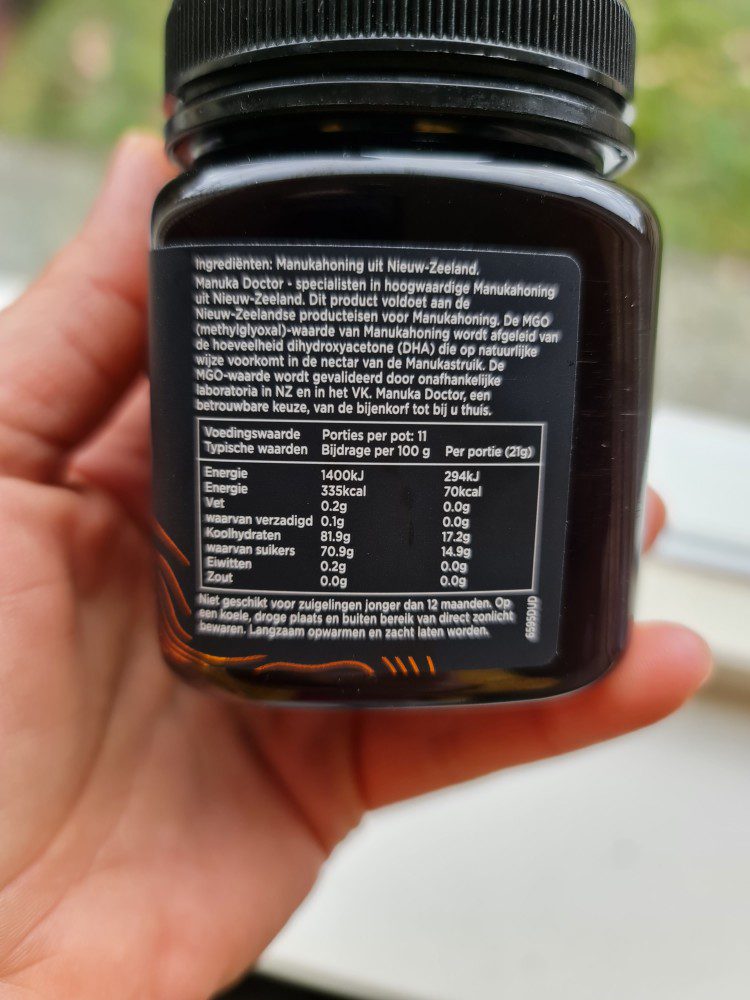 Ingrediënten: Manukahoning uit Nieuw-Zeeland.
Manuka Doctor - specialisten in hoogwaardige Manukahoning
uit Nieuw-Zeeland. Dit product voldoet aan de
Nieuw-Zeelandse producteisen voor Manukahoning. De MGO
(methylglyoxal)-waarde van Manukahoning wordt afgeleid van
de hoeveelheid dihydroxyacetone (DHA) die op natuurlijke
wijze voorkomt in de nectar van de Manukastruik. De
MGO-waarde wordt gevalideerd door onafhankelijke
laboratoria in NZ en in het VK. Manuka Doctor, een
betrouwbare keuze, van de bijenkorf tot bij u thuis.
Voedingswaarde Porties per pot: 11
Typische waarden Bijdrage per 100 g Per portie (21g)
Energie 1400kJ 294kJ
Energie 335kcal 70kcal
Vet 0.2g 0.0g
waarvan verzadigd 0.1g 0.0g
Koolhydraten 81.9g 17.2g
waarvan suikers 70.9g 14.9g
Eiwitten 0.2g 0.0g
Zout 0.0g 0.0g
Niet geschikt voor zuigelingen jonger dan 12 maanden. Op
een koele, droge plaats en buiten bereik van direct zonlicht
bewaren. Langzaam opwarmen en zacht laten worden.
6595DUD